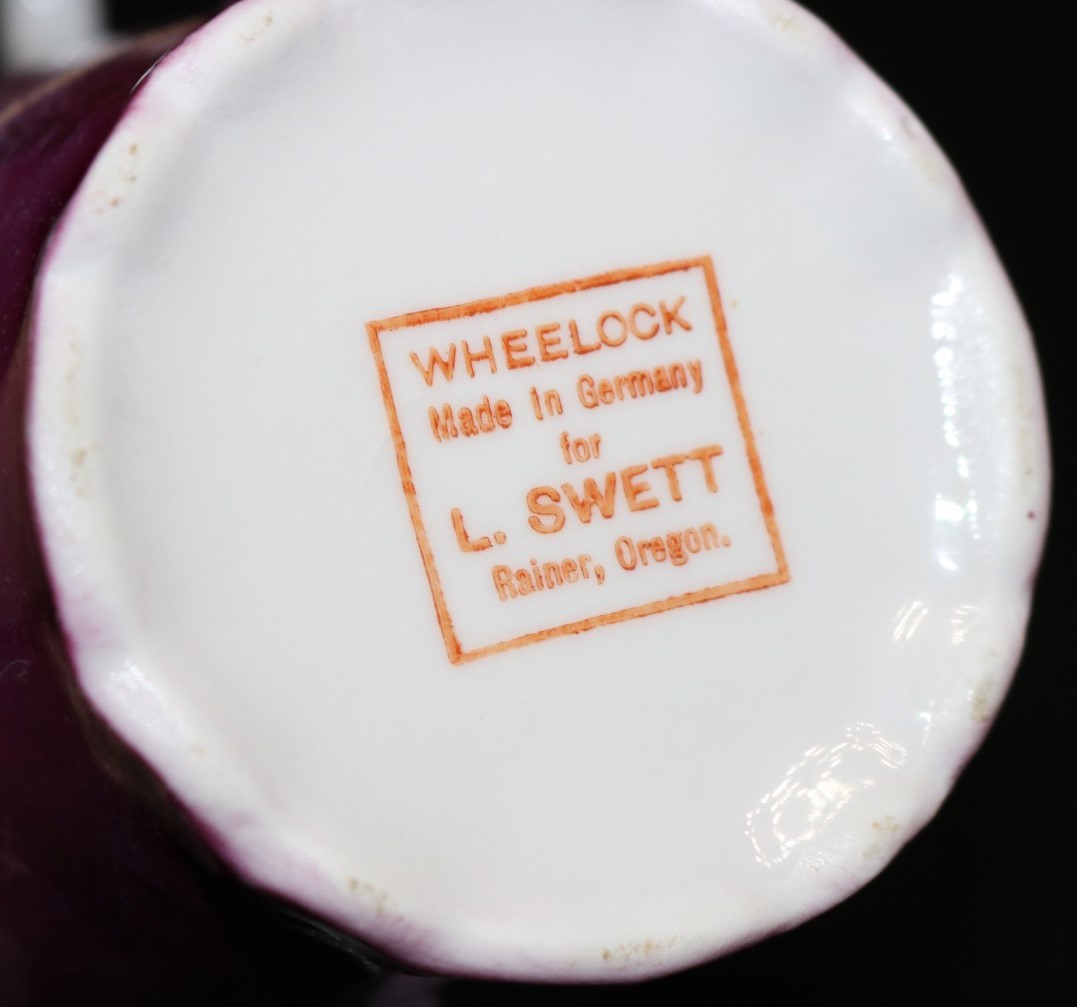 WHEELOCK
Made In Germany
for
L. SWETT
Rainer, Oregon.